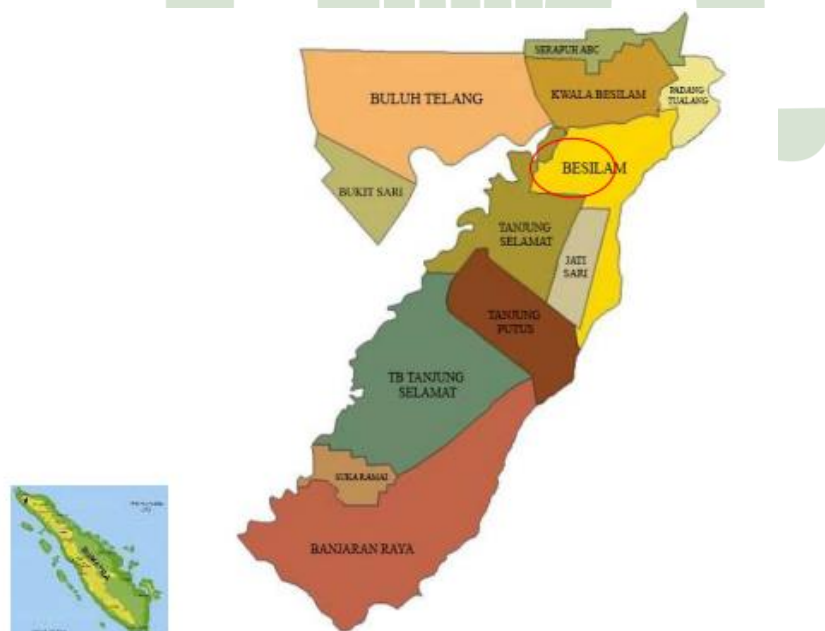 SERAPUH ABC
BULUH TELANG
KWALA BESILAM
PADANG
TUALANG
BESILAM
BUKIT SARI
TANJUNG
SELAMAT
JATI
SARI
TANJUNG
PUTUS
TB TANJUNG
SELAMAT
SUKA RAMAI
BANJARAN RAYA
SUMATRA